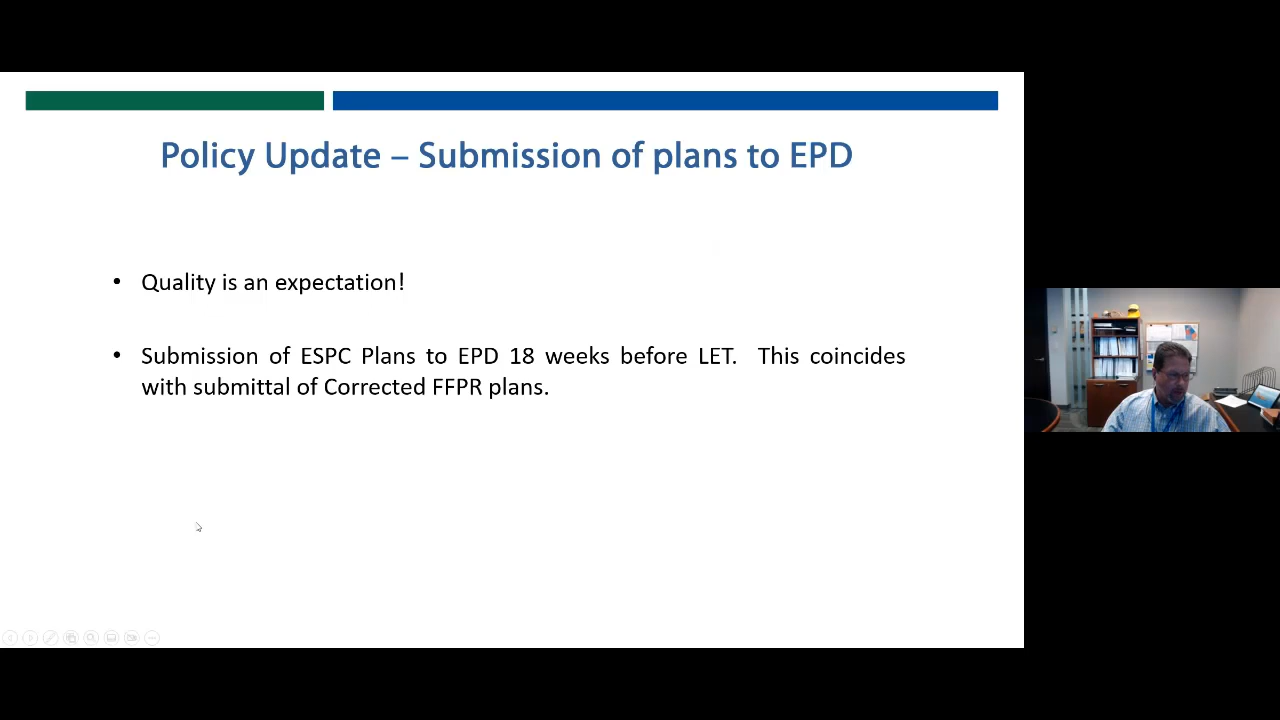 Policy Update – Submission of plans to EPD
• Quality is an expectation!
• Submission of ESPC Plans to EPD 18 weeks before LET. This coincides
with submittal of Corrected FFPR plans.